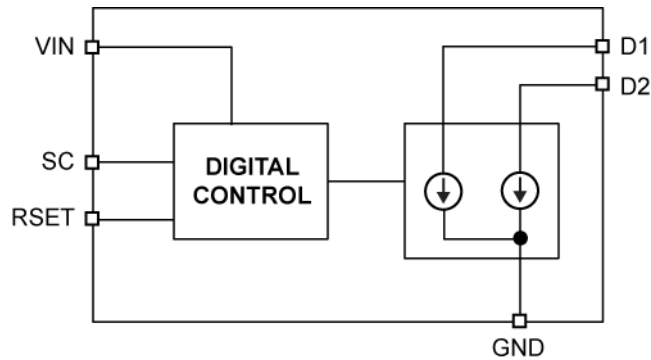 VIN
D1
D2
SC
DIGITAL
CONTROL
RSET
GND